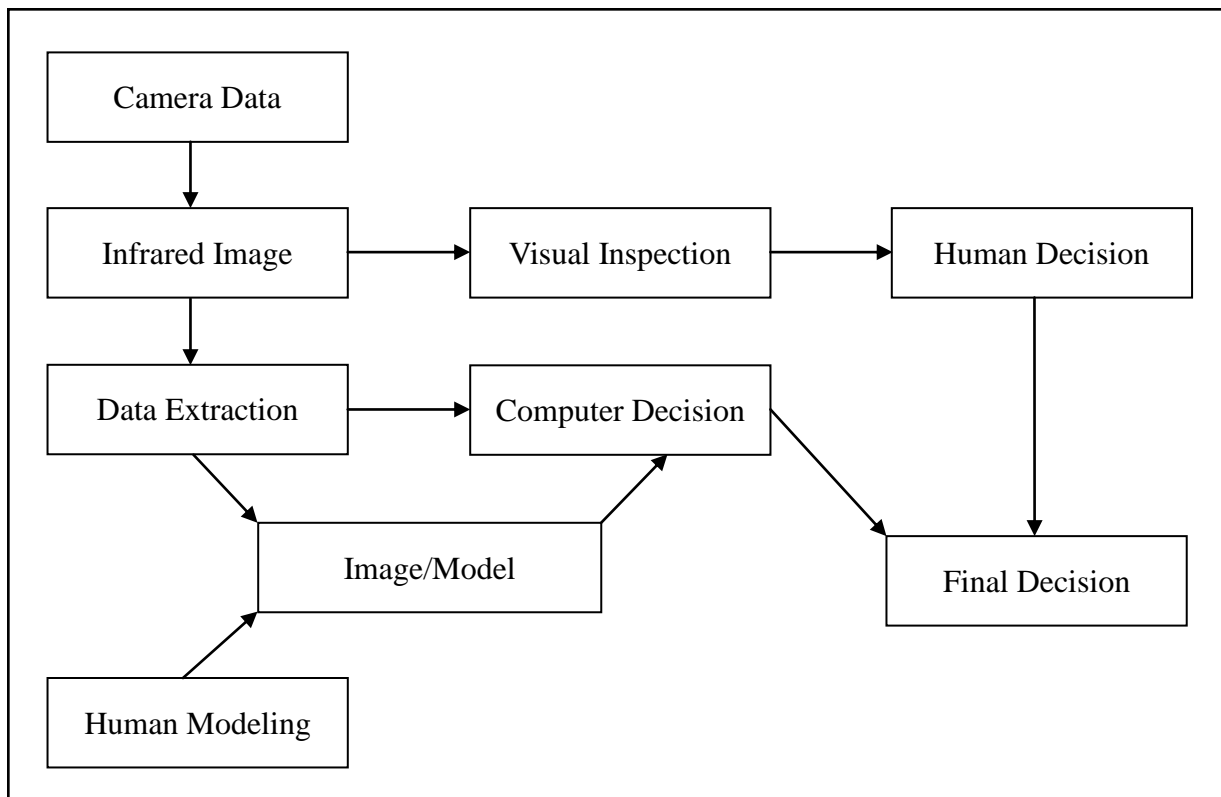 Camera Data
Infrared Image
Visual Inspection
Human Decision
Data Extraction
Computer Decision
Image/Model
Final Decision
Human Modeling